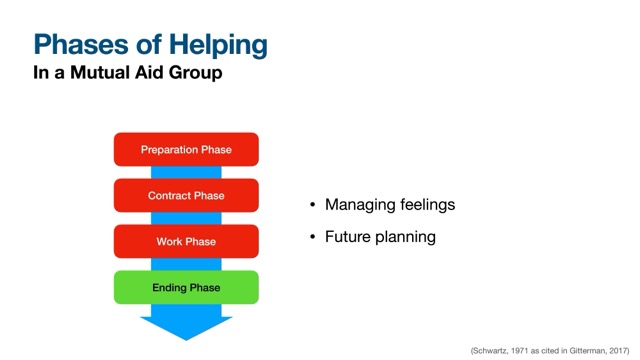 Phases of Helping
In a Mutual Aid Group
Preparation Phase
Contract Phase
Work Phase
Ending Phase
• Managing feelings
• Future planning
(Schwartz, 1971 as cited in Gitterman, 2017)